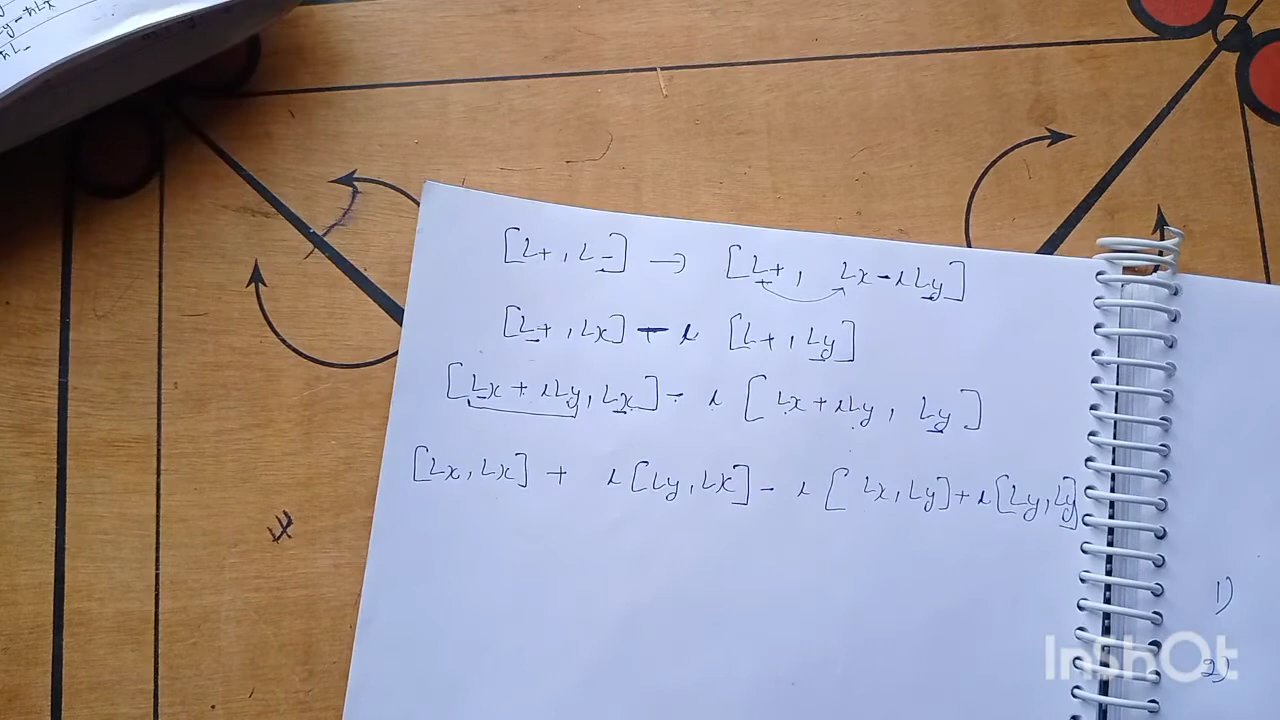 [L+, L-] → [L+, Lx - iLy]
[L+, Lx] - i [L+, Ly]
[Lx + iLy, Lx] - i [Lx + iLy, Ly]
[Lx, Lx] + i [Ly, Lx] - i [Lx, Ly] + i [Ly, Ly]
1)
2)
InShOt